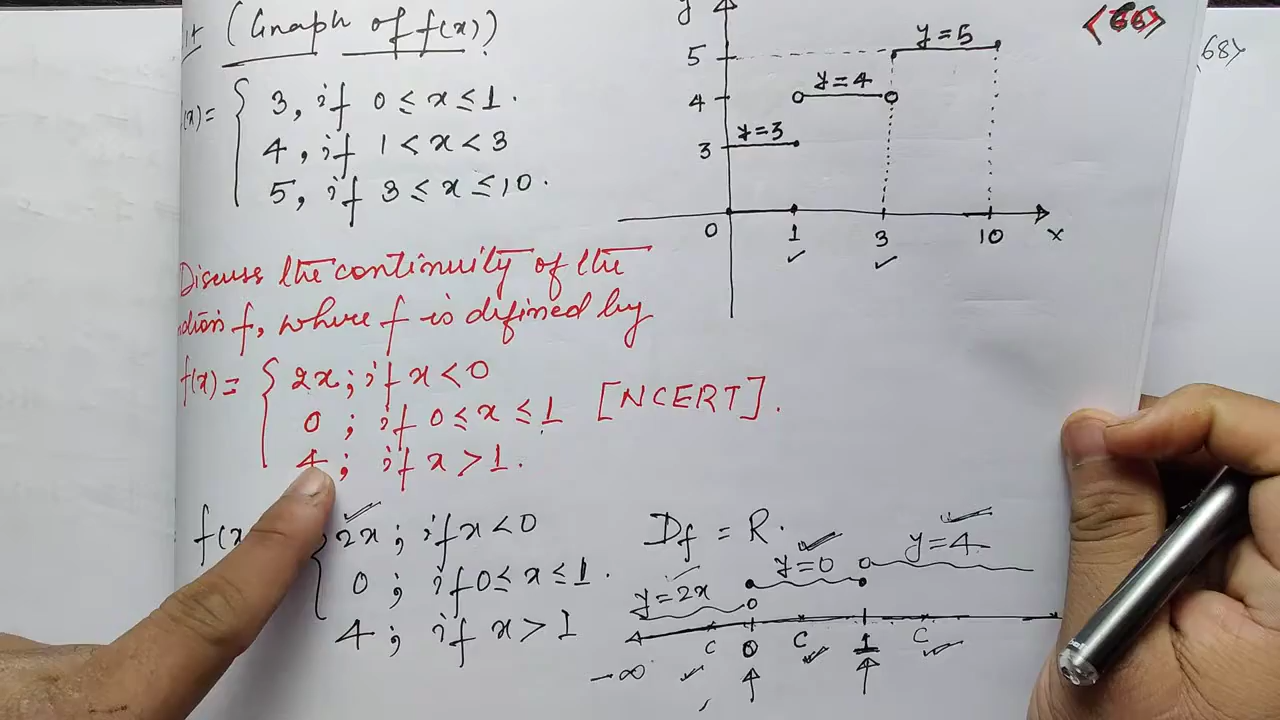 (Graph of f(x))
f(x) = { 3, if 0 ≤ x ≤ 1.
4, if 1 < x < 3
5, if 3 ≤ x ≤ 10.
y
5
4
3
y=5
y=4
y=3
0 1 3 10 x
<66>
68>
Discuss the continuity of the
f, where f is defined by
f(x) = { 2x; if x < 0
0; if 0 ≤ x ≤ 1 [NCERT].
4; if x > 1.
f(x 2x; if x < 0
0; if 0 ≤ x ≤ 1.
4; if x > 1
Df = R.
y=2x y=0 y=4
-∞ c 0 c 1 c